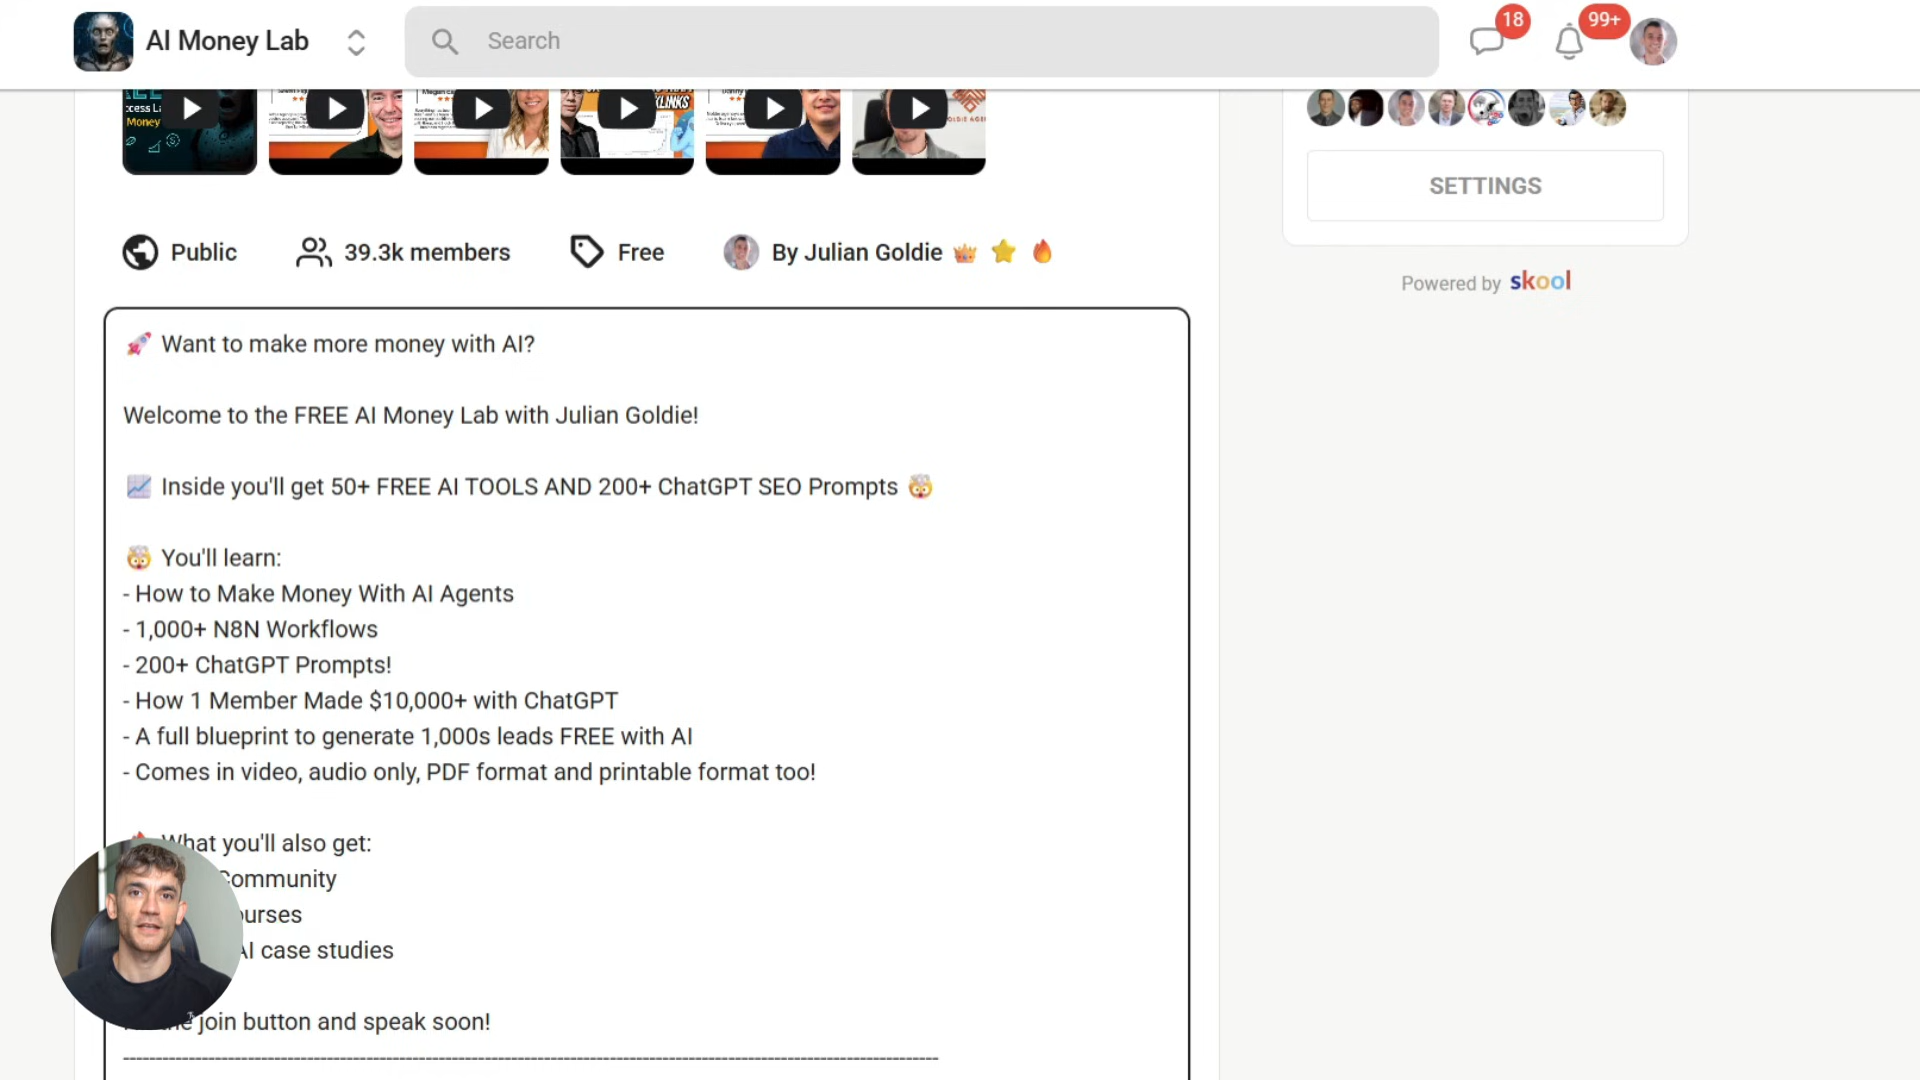 AI Money Lab
Search
18
99+
Money
LINKS
SETTINGS
Public
39.3k members
Free
By Julian Goldie
Powered by skool
Want to make more money with AI?
Welcome to the FREE AI Money Lab with Julian Goldie!
Inside you'll get 50+ FREE AI TOOLS AND 200+ ChatGPT SEO Prompts
You'll learn:
- How to Make Money With AI Agents
- 1,000+ N8N Workflows
- 200+ ChatGPT Prompts!
- How 1 Member Made $10,000+ with ChatGPT
- A full blueprint to generate 1,000s leads FREE with AI
- Comes in video, audio only, PDF format and printable format too!
What you'll also get:
Community
ourses
AI case studies
join button and speak soon!